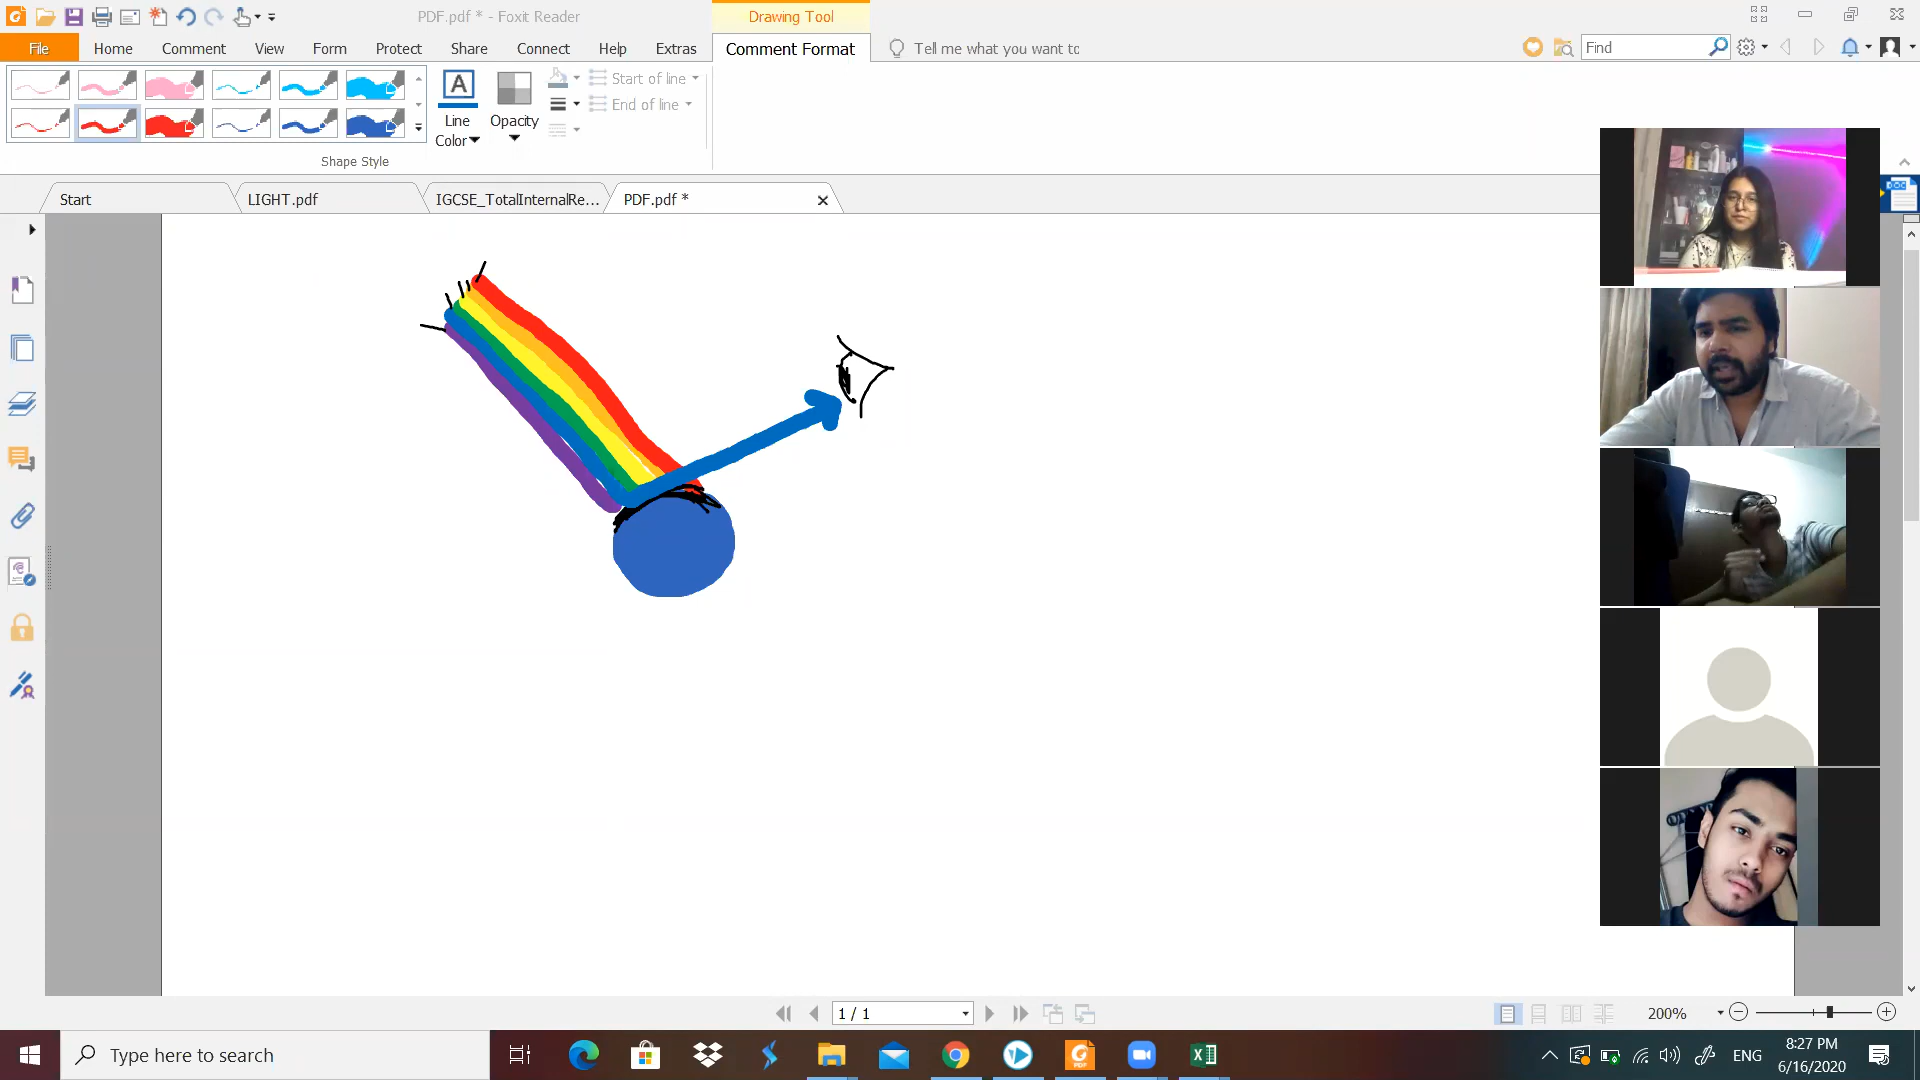 PDF.pdf * - Foxit Reader
Drawing Tool
File
Home
Comment
View
Form
Protect
Share
Connect
Help
Extras
Comment Format
Tell me what you want to
Find
A
Line
Color
Opacity
Start of line
End of line
Shape Style
Start
LIGHT.pdf
IGCSE_TotalInternalRe...
PDF.pdf *
DOC
1 / 1
200%
Type here to search
PDF
ENG
8:27 PM
6/16/2020